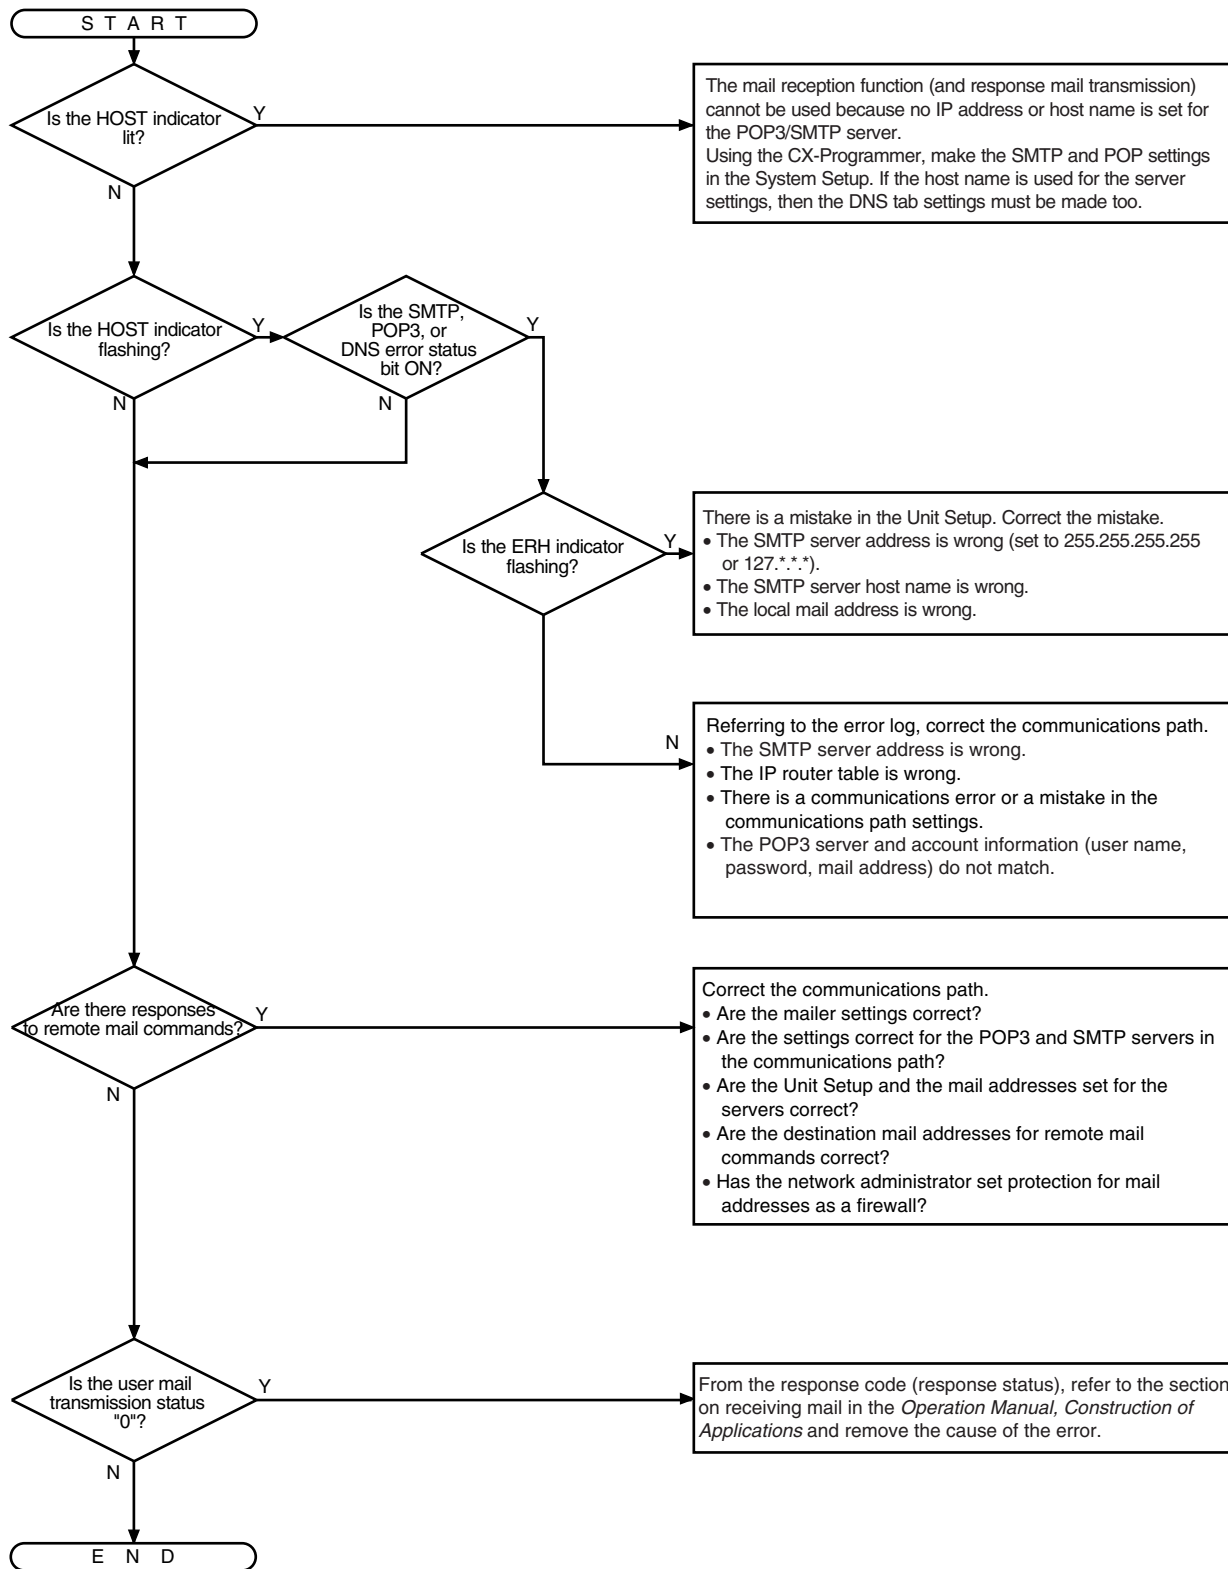 S T A R T
Is the HOST indicator
lit?
Y
N
The mail reception function (and response mail transmission)
cannot be used because no IP address or host name is set for
the POP3/SMTP server.
Using the CX-Programmer, make the SMTP and POP settings
in the System Setup. If the host name is used for the server
settings, then the DNS tab settings must be made too.
Is the HOST indicator
flashing?
Y
N
Is the SMTP,
POP3, or
DNS error status
bit ON?
Y
N
Is the ERH indicator
flashing?
Y
N
There is a mistake in the Unit Setup. Correct the mistake.
• The SMTP server address is wrong (set to 255.255.255.255
or 127.*.*.*).
• The SMTP server host name is wrong.
• The local mail address is wrong.
Referring to the error log, correct the communications path.
• The SMTP server address is wrong.
• The IP router table is wrong.
• There is a communications error or a mistake in the
communications path settings.
• The POP3 server and account information (user name,
password, mail address) do not match.
Are there responses
to remote mail commands?
Y
N
Correct the communications path.
• Are the mailer settings correct?
• Are the settings correct for the POP3 and SMTP servers in
the communications path?
• Are the Unit Setup and the mail addresses set for the
servers correct?
• Are the destination mail addresses for remote mail
commands correct?
• Has the network administrator set protection for mail
addresses as a firewall?
Is the user mail
transmission status
"0"?
Y
N
From the response code (response status), refer to the section
on receiving mail in the Operation Manual, Construction of
Applications and remove the cause of the error.
E N D